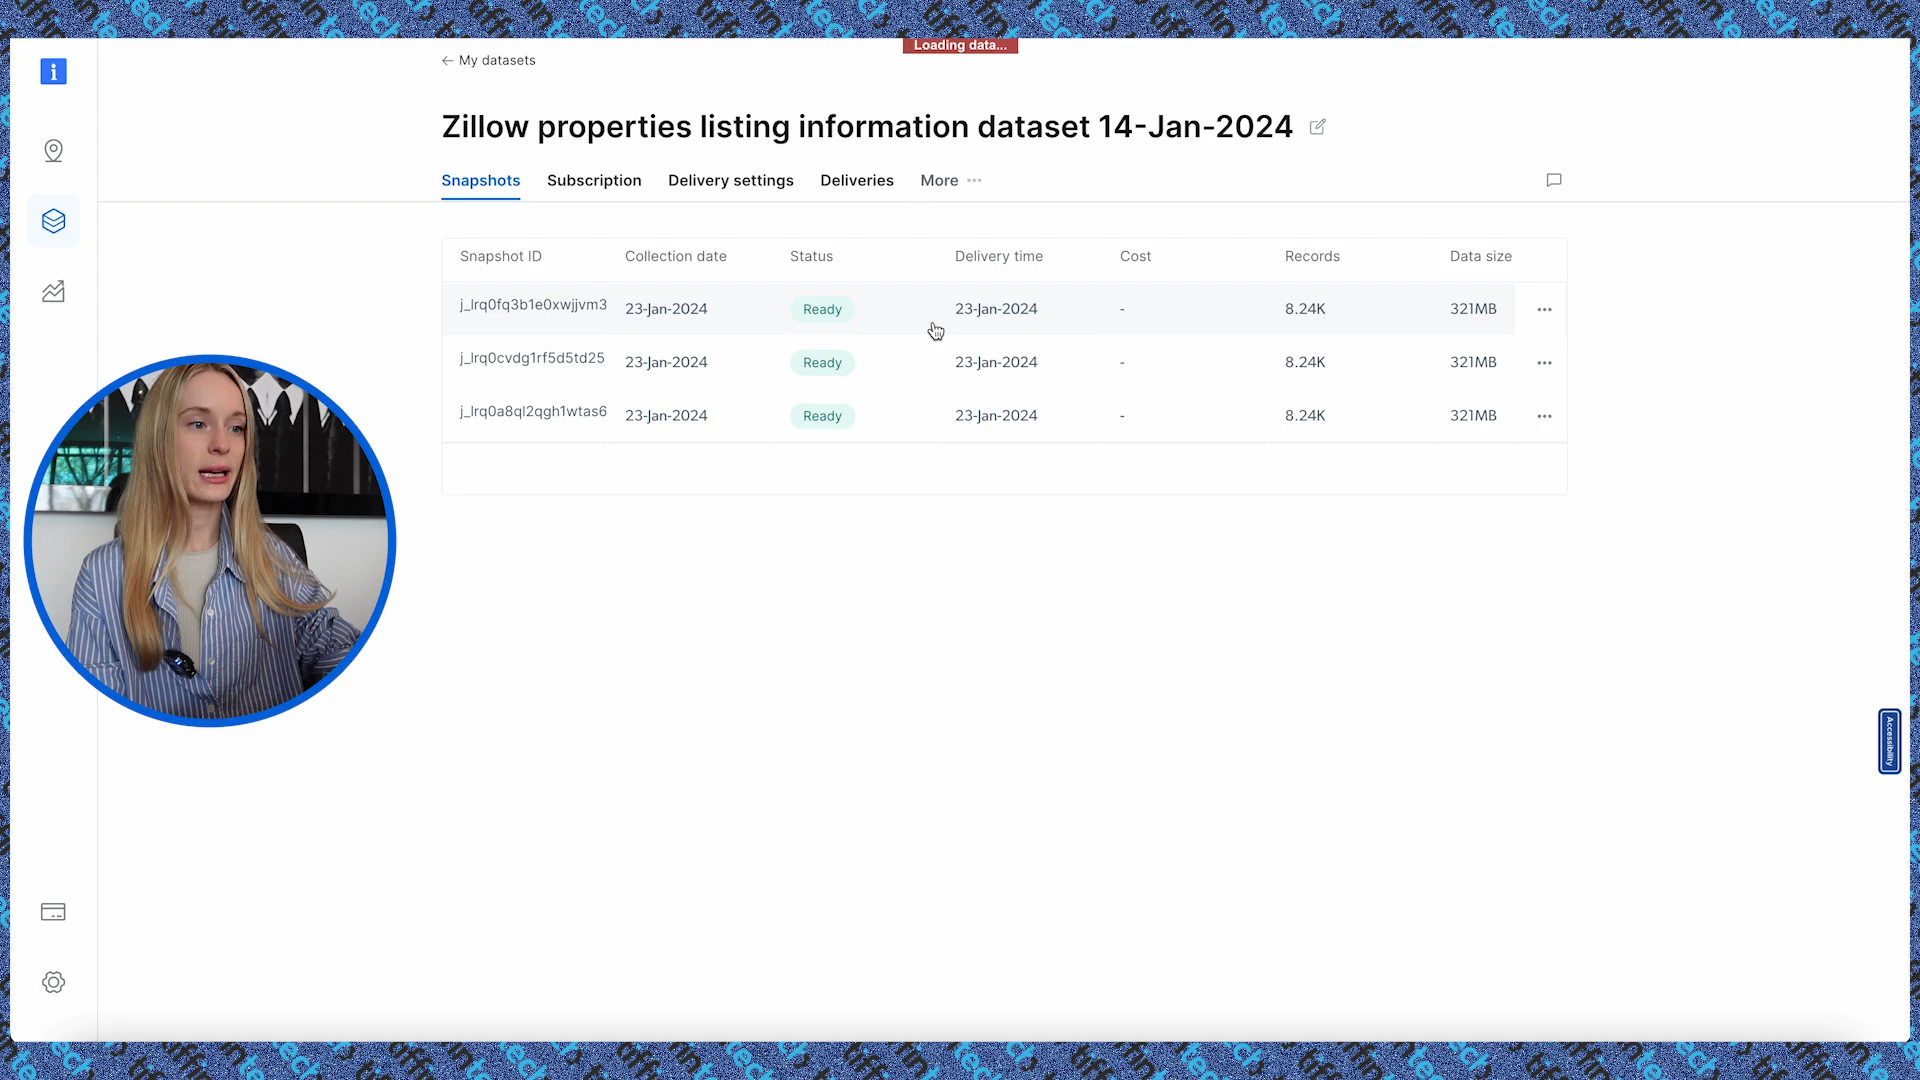 Loading data...
← My datasets
Zillow properties listing information dataset 14-Jan-2024
Snapshots Subscription Delivery settings Deliveries More ···
Snapshot ID Collection date Status Delivery time Cost Records Data size
j_lrq0fq3b1e0xwjjvm3 23-Jan-2024 Ready 23-Jan-2024 - 8.24K 321MB
j_lrq0cvdg1rf5d5td25 23-Jan-2024 Ready 23-Jan-2024 - 8.24K 321MB
j_lrq0a8ql2qgh1wtas6 23-Jan-2024 Ready 23-Jan-2024 - 8.24K 321MB
Accessibility
tiffin
tech